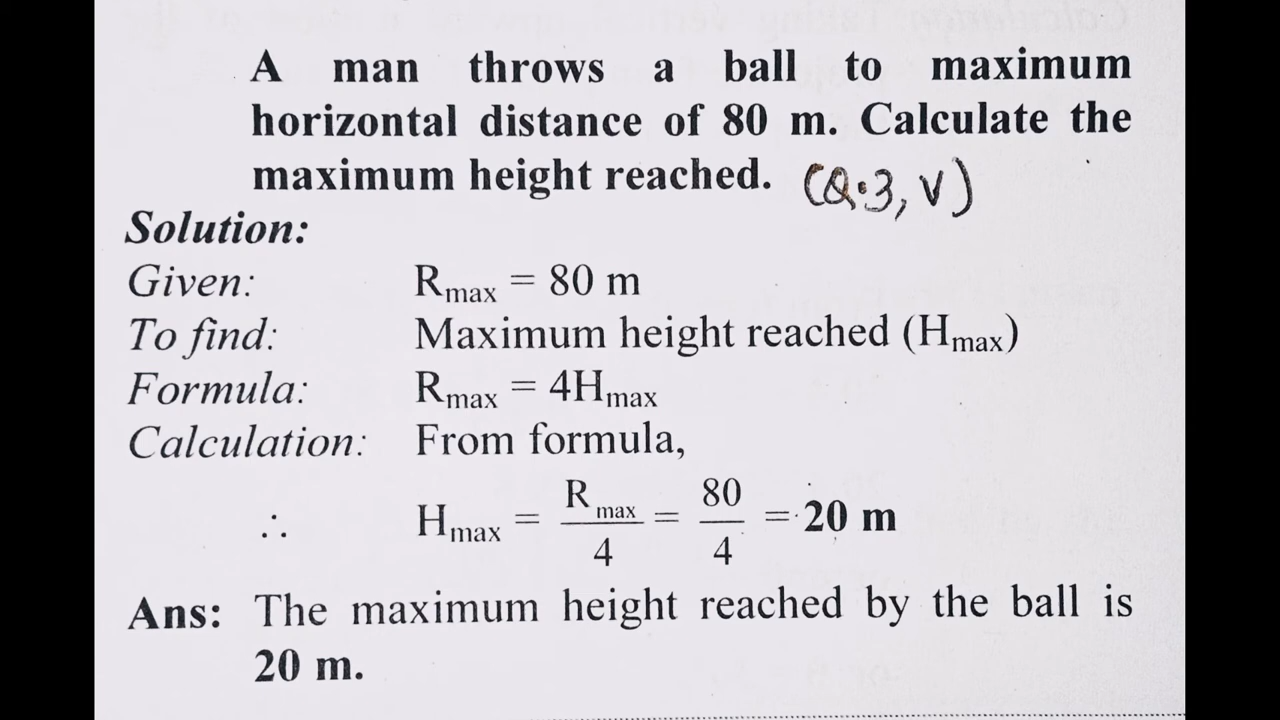 A man throws a ball to maximum
horizontal distance of 80 m. Calculate the
maximum height reached. (Q.3, V)
Solution:
Given: Rmax = 80 m
To find: Maximum height reached (Hmax)
Formula: Rmax = 4Hmax
Calculation: From formula,
∴ Hmax = Rmax/4 = 80/4 = 20 m
Ans: The maximum height reached by the ball is
20 m.